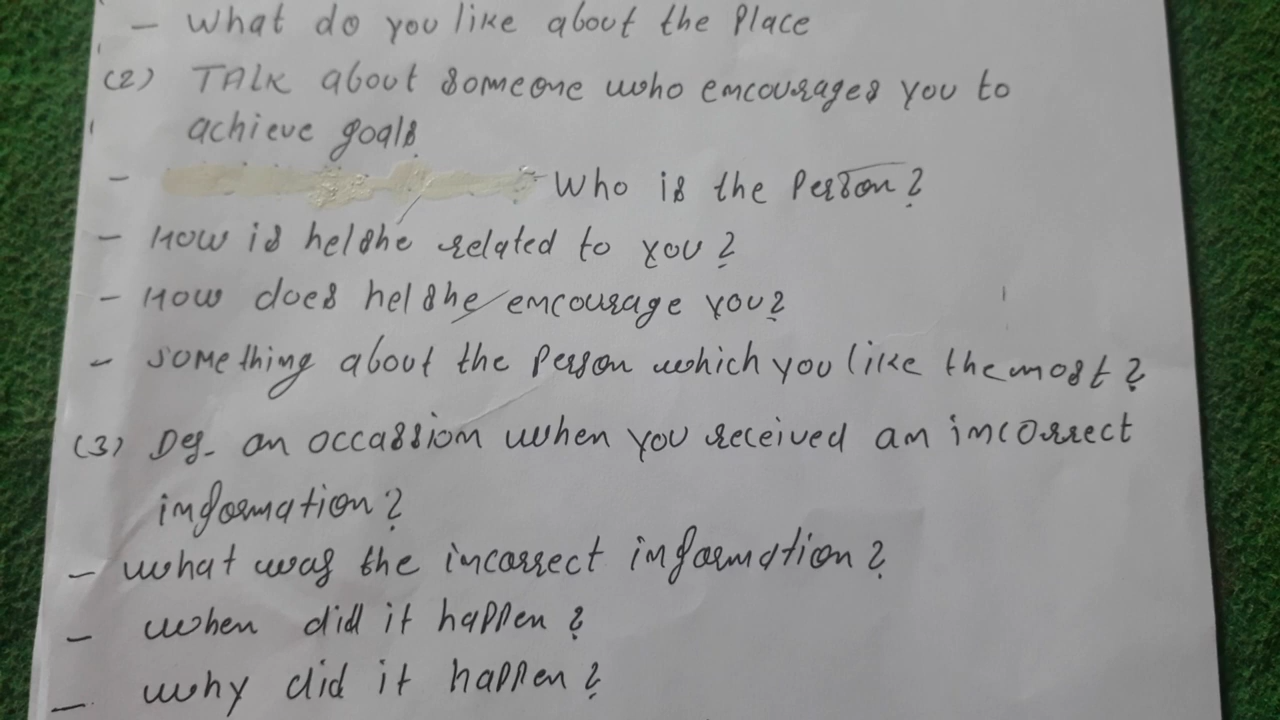 - What do you like about the Place
(2) TALK about someone who encourages you to
achieve goals
- Who is the Person?
- How is he/she related to you?
- How does he/she encourage you?
- something about the Person which you like the most?
(3) Des. an occassion when you received an incorrect
information?
- what was the incorrect information?
- when did it happen?
- why did it happen?